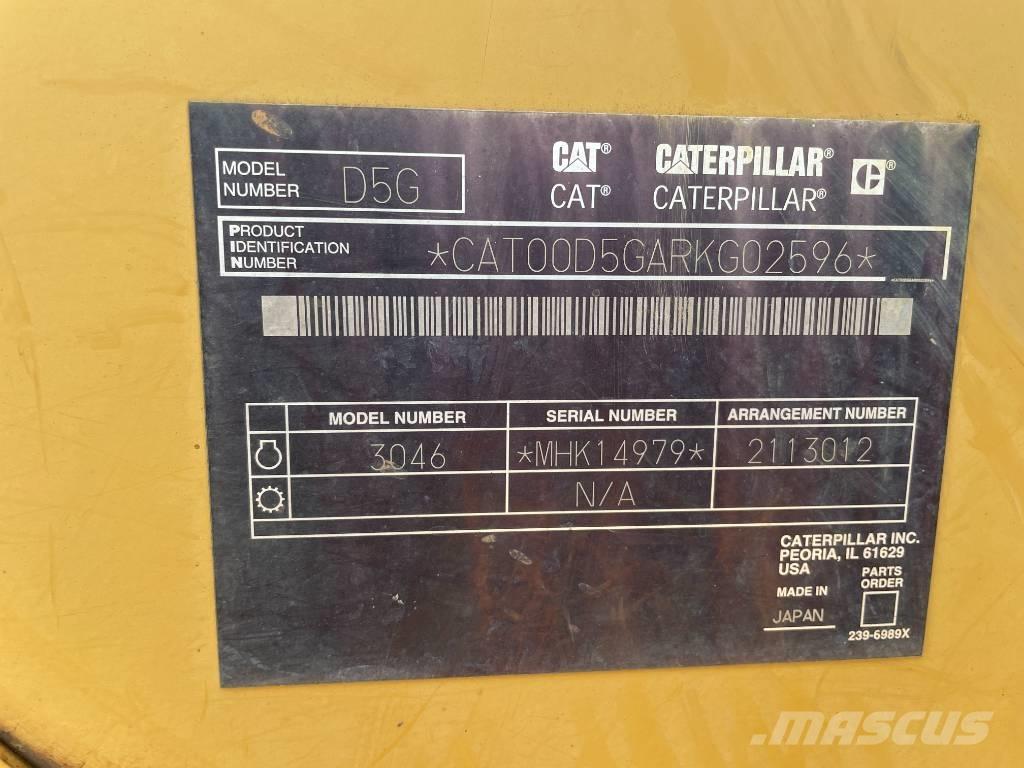 MODEL NUMBER D5G
CAT® CATERPILLAR® C®
CAT® CATERPILLAR®
PRODUCT
IDENTIFICATION
NUMBER
*CAT00D5GARKG02596*
MODEL NUMBER SERIAL NUMBER ARRANGEMENT NUMBER
3046 *MHK14979* 2113012
N/A
CATERPILLAR INC.
PEORIA, IL 61629
USA
PARTS
ORDER
MADE IN
JAPAN
239-6989X
MASCUS